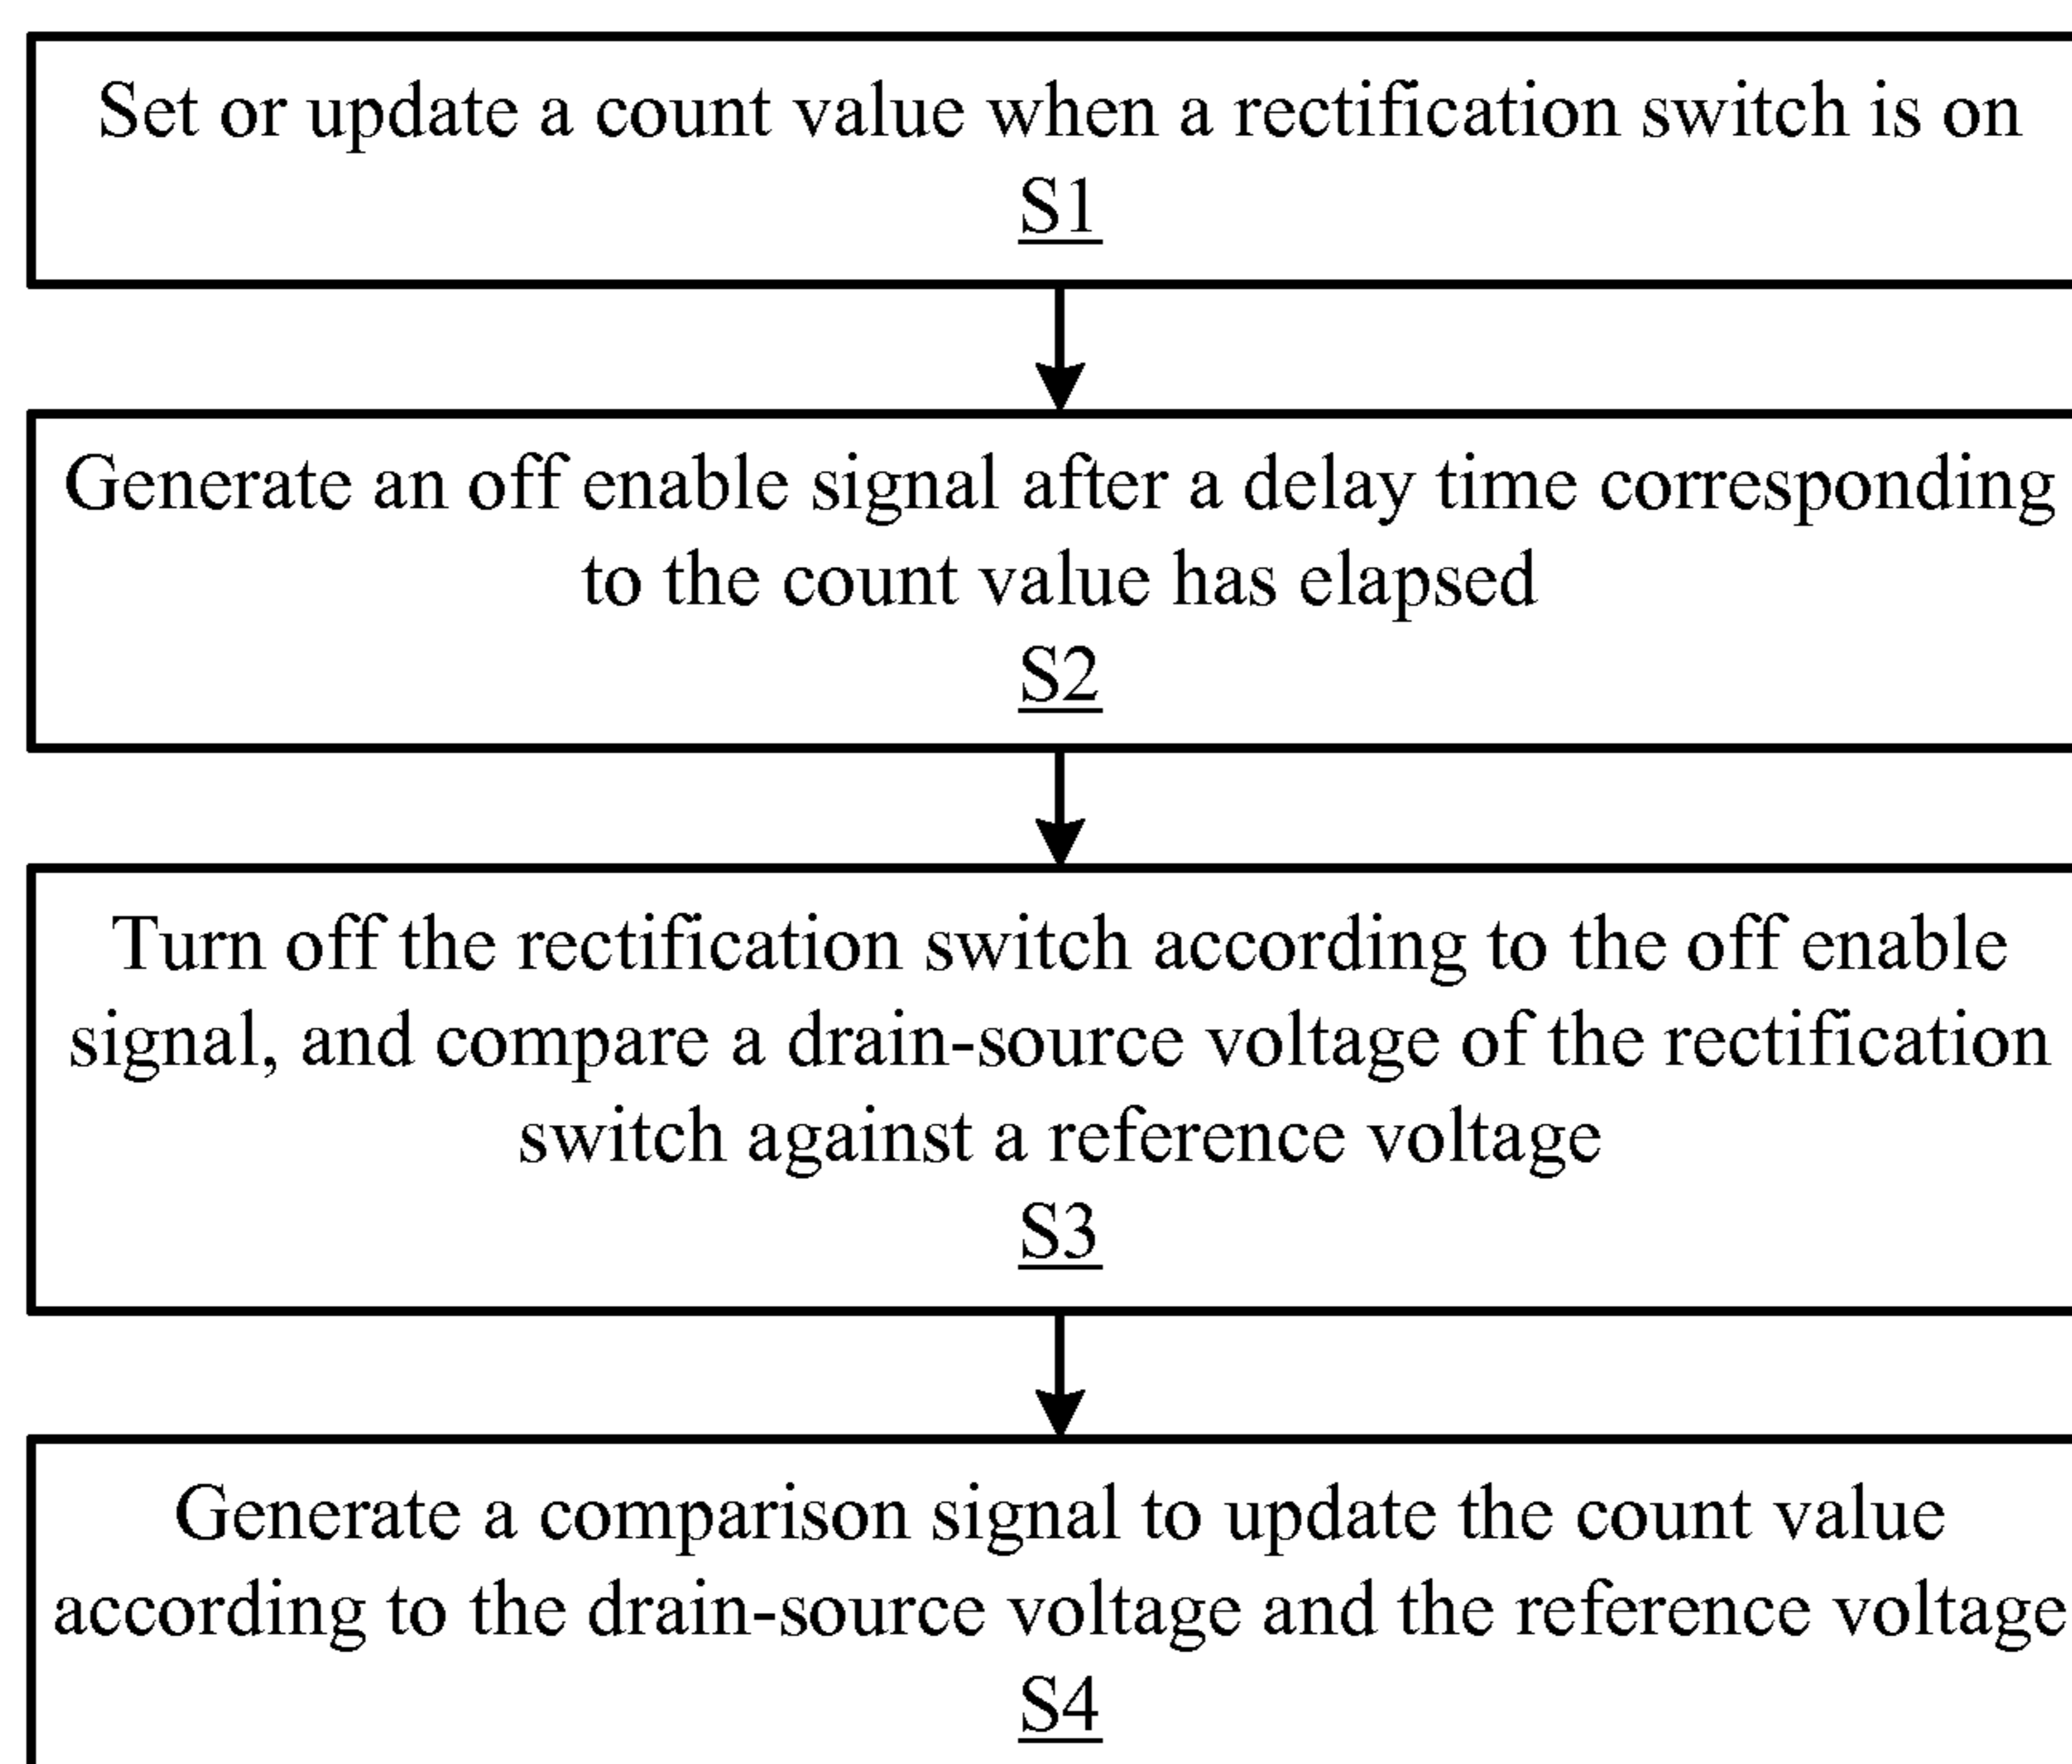 Set or update a count value when a rectification switch is on
S1
Generate an off enable signal after a delay time corresponding
to the count value has elapsed
S2
Turn off the rectification switch according to the off enable
signal, and compare a drain-source voltage of the rectification
switch against a reference voltage
S3
Generate a comparison signal to update the count value
according to the drain-source voltage and the reference voltage
S4